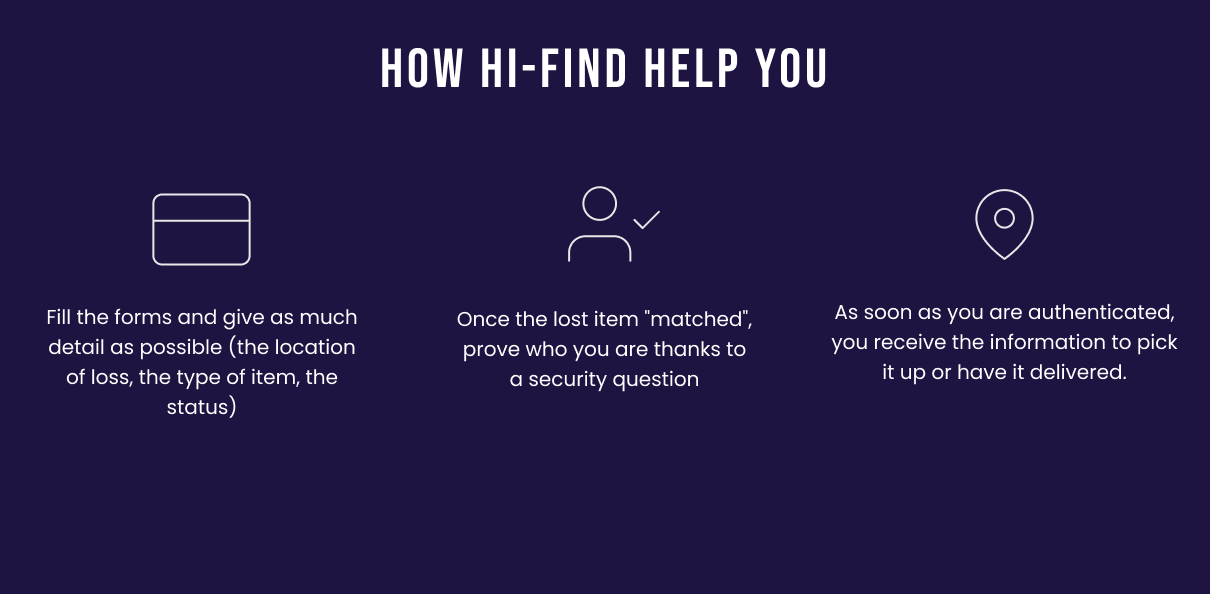 HOW HI-FIND HELP YOU
Fill the forms and give as much
detail as possible (the location
of loss, the type of item, the
status)
Once the lost item "matched",
prove who you are thanks to
a security question
As soon as you are authenticated,
you receive the information to pick
it up or have it delivered.